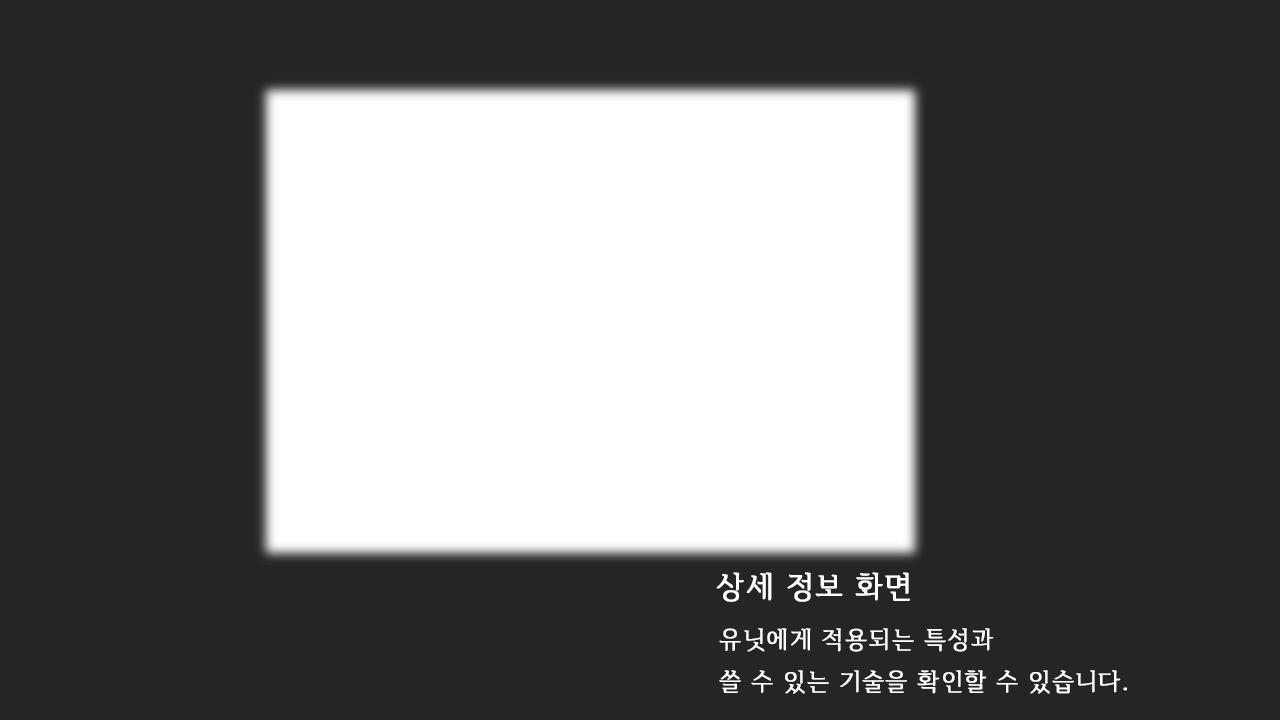 상세 정보 화면
유닛에게 적용되는 특성과
쓸 수 있는 기술을 확인할 수 있습니다.